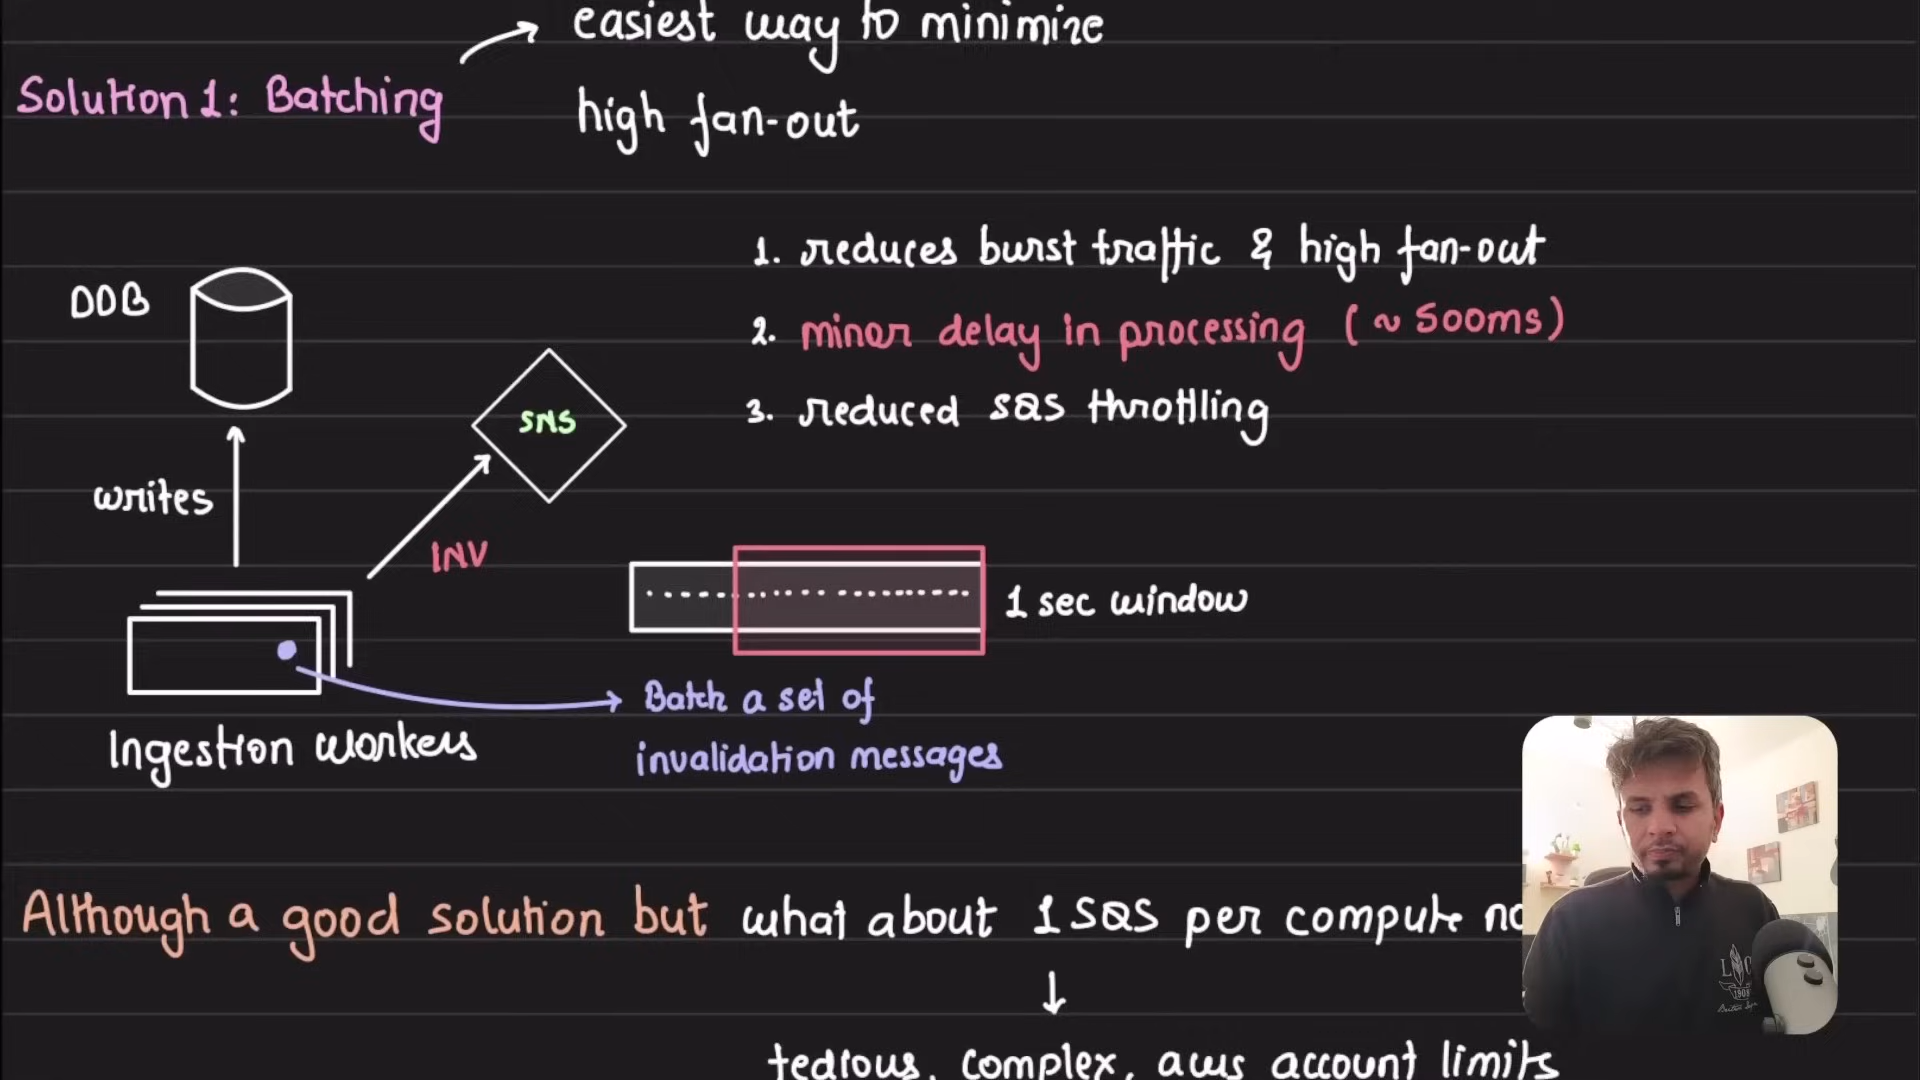 easiest way to minimize
Solution 1: Batching
high fan-out
1. reduces burst traffic & high fan-out
DDB
2. minor delay in processing (~500ms)
3. reduced SQS throttling
SNS
writes
INV
1 sec window
Batch a set of
invalidation messages
Ingestion workers
Although a good solution but what about 1 SQS per compute
tedious, complex, aws account limits